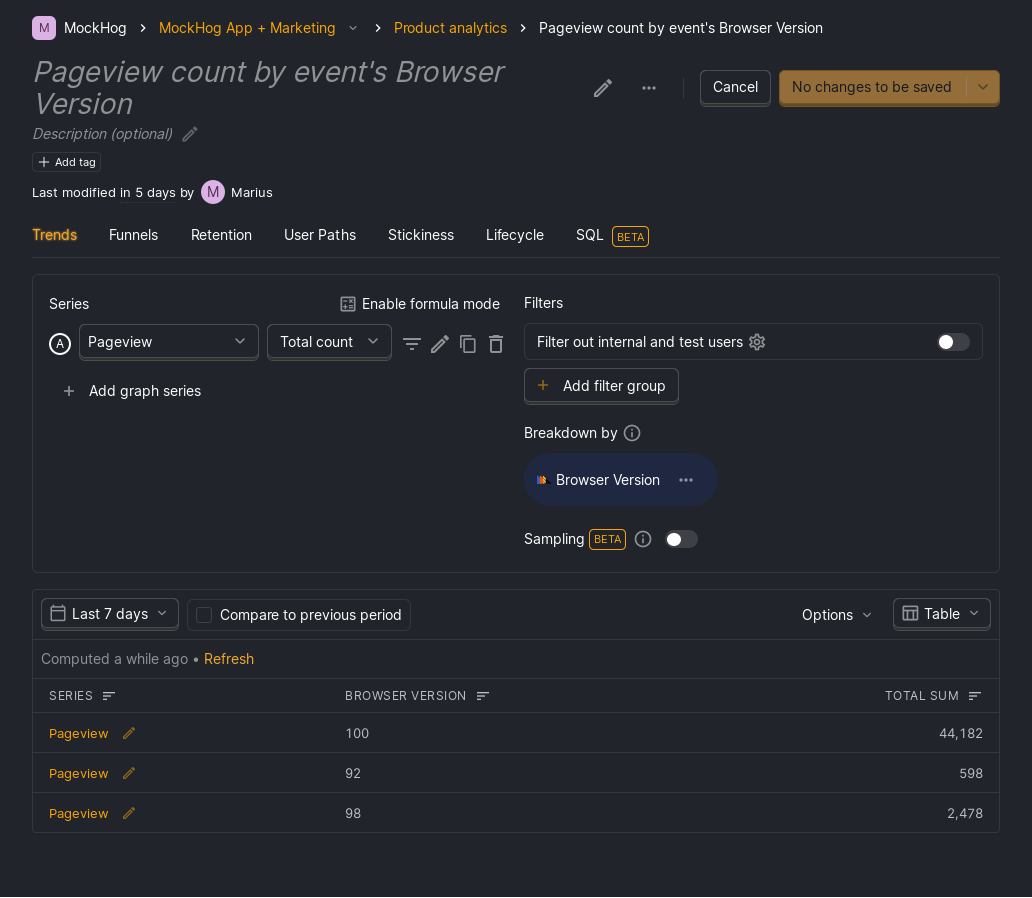 M MockHog > MockHog App + Marketing > Product analytics > Pageview count by event's Browser Version
Pageview count by event's Browser
Version
Cancel
No changes to be saved
Description (optional)
+ Add tag
Last modified in 5 days by M Marius
Trends Funnels Retention User Paths Stickiness Lifecycle SQL BETA
Series
Enable formula mode
A Pageview Total count
+ Add graph series
Filters
Filter out internal and test users
+ Add filter group
Breakdown by
Browser Version
Sampling BETA
Last 7 days Compare to previous period Options Table
Computed a while ago • Refresh
SERIES BROWSER VERSION TOTAL SUM
Pageview 100 44,182
Pageview 92 598
Pageview 98 2,478